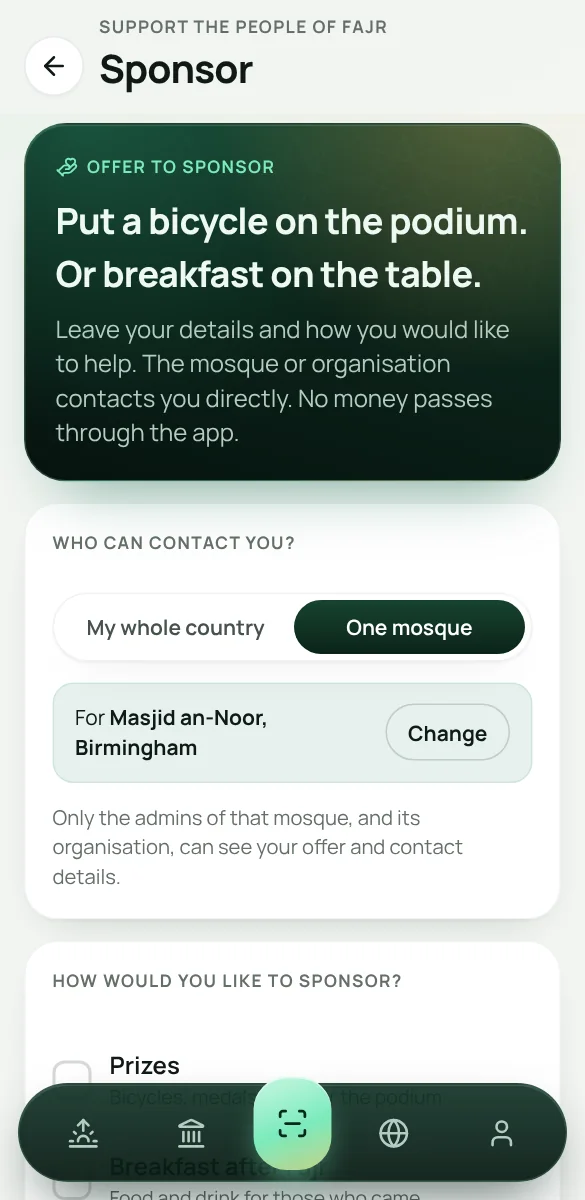 SUPPORT THE PEOPLE OF FAJR
Sponsor
OFFER TO SPONSOR
Put a bicycle on the podium.
Or breakfast on the table.
Leave your details and how you would like
to help. The mosque or organisation
contacts you directly. No money passes
through the app.
WHO CAN CONTACT YOU?
My whole country
One mosque
For Masjid an-Noor,
Birmingham
Change
Only the admins of that mosque, and its
organisation, can see your offer and contact
details.
HOW WOULD YOU LIKE TO SPONSOR?
Prizes
Bicycles, medals the podium
Breakfast after
Food and drink for those who came